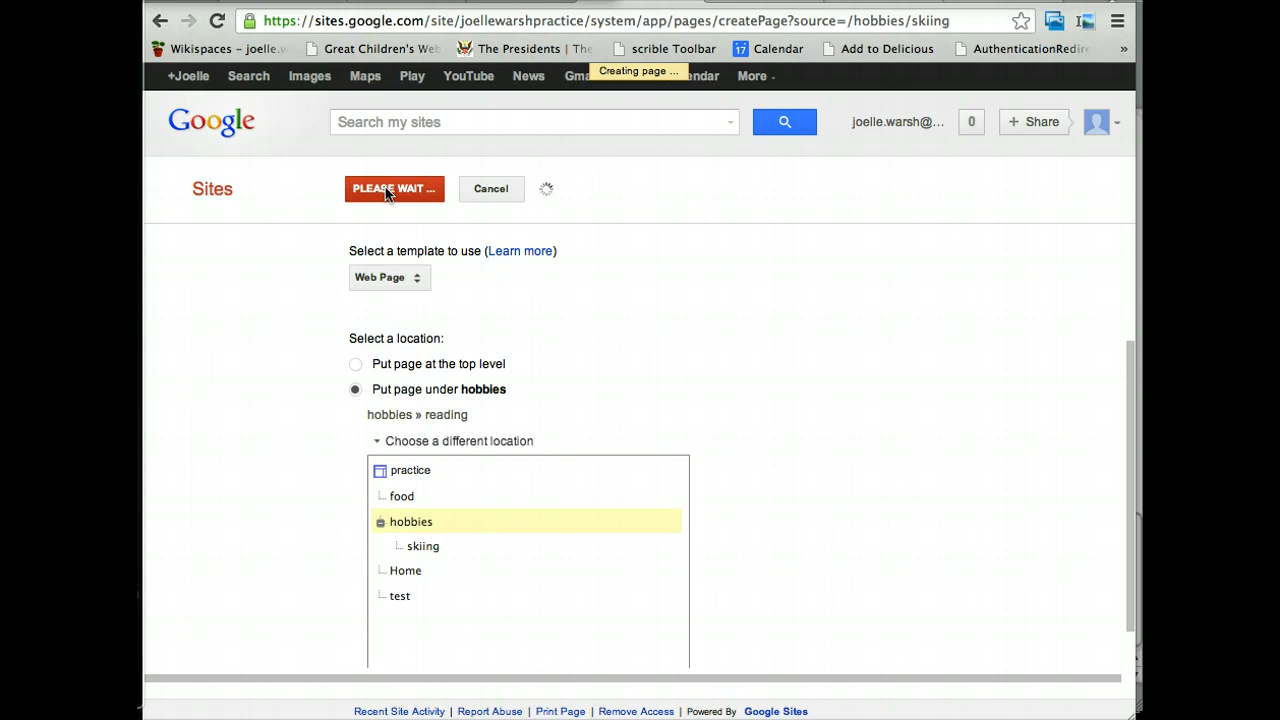 https://sites.google.com/site/joellewarshpractice/system/app/pages/createPage?source=/hobbies/skiing
Wikispaces – joelle.w Great Children's Web The Presidents | The scrible Toolbar 17 Calendar Add to Delicious AuthenticationRedire »
+Joelle Search Images Maps Play YouTube News Gma Creating page ... endar More
Google Search my sites joelle.warsh@... 0 + Share
Sites PLEASE WAIT ... Cancel
Select a template to use (Learn more)
Web Page
Select a location:
Put page at the top level
Put page under hobbies
hobbies » reading
Choose a different location
practice
food
hobbies
skiing
Home
test
Recent Site Activity | Report Abuse | Print Page | Remove Access | Powered By Google Sites